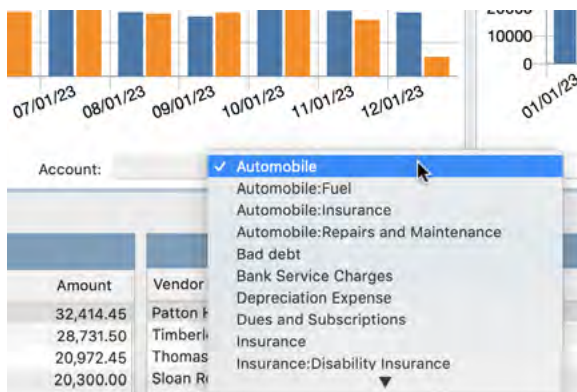 20000
10000
0
07/01/23 08/01/23 09/01/23 10/01/23 11/01/23 12/01/23 01/01/23
Account:
✓ Automobile
Automobile:Fuel
Automobile:Insurance
Automobile:Repairs and Maintenance
Bad debt
Bank Service Charges
Depreciation Expense
Dues and Subscriptions
Insurance
Insurance:Disability Insurance
Amount Vendor
32,414.45 Patton
28,731.50
20,972.45 Thomas
20,300.00 Sloan